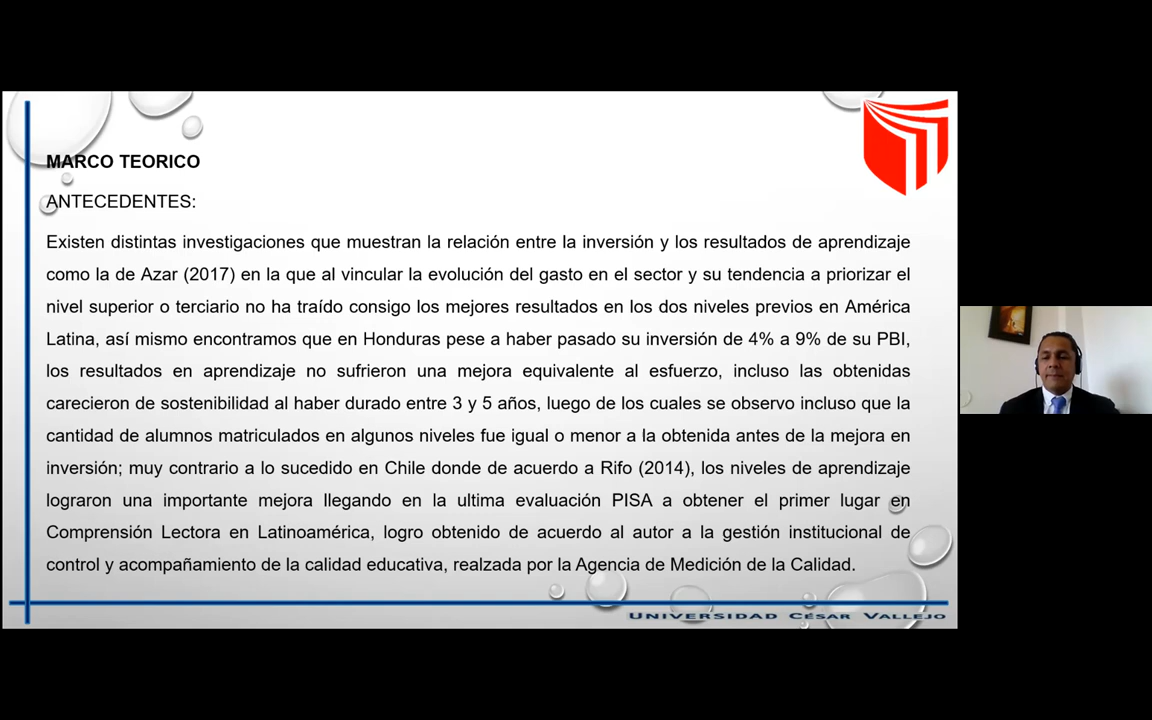 MARCO TEORICO
ANTECEDENTES:
Existen distintas investigaciones que muestran la relación entre la inversión y los resultados de aprendizaje
como la de Azar (2017) en la que al vincular la evolución del gasto en el sector y su tendencia a priorizar el
nivel superior o terciario no ha traído consigo los mejores resultados en los dos niveles previos en América
Latina, así mismo encontramos que en Honduras pese a haber pasado su inversión de 4% a 9% de su PBI,
los resultados en aprendizaje no sufrieron una mejora equivalente al esfuerzo, incluso las obtenidas
carecieron de sostenibilidad al haber durado entre 3 y 5 años, luego de los cuales se observo incluso que la
cantidad de alumnos matriculados en algunos niveles fue igual o menor a la obtenida antes de la mejora en
inversión; muy contrario a lo sucedido en Chile donde de acuerdo a Rifo (2014), los niveles de aprendizaje
lograron una importante mejora llegando en la ultima evaluación PISA a obtener el primer lugar en
Comprensión Lectora en Latinoamérica, logro obtenido de acuerdo al autor a la gestión institucional de
control y acompañamiento de la calidad educativa, realzada por la Agencia de Medición de la Calidad.
UNIVERSIDAD CÉSAR VALLEJO